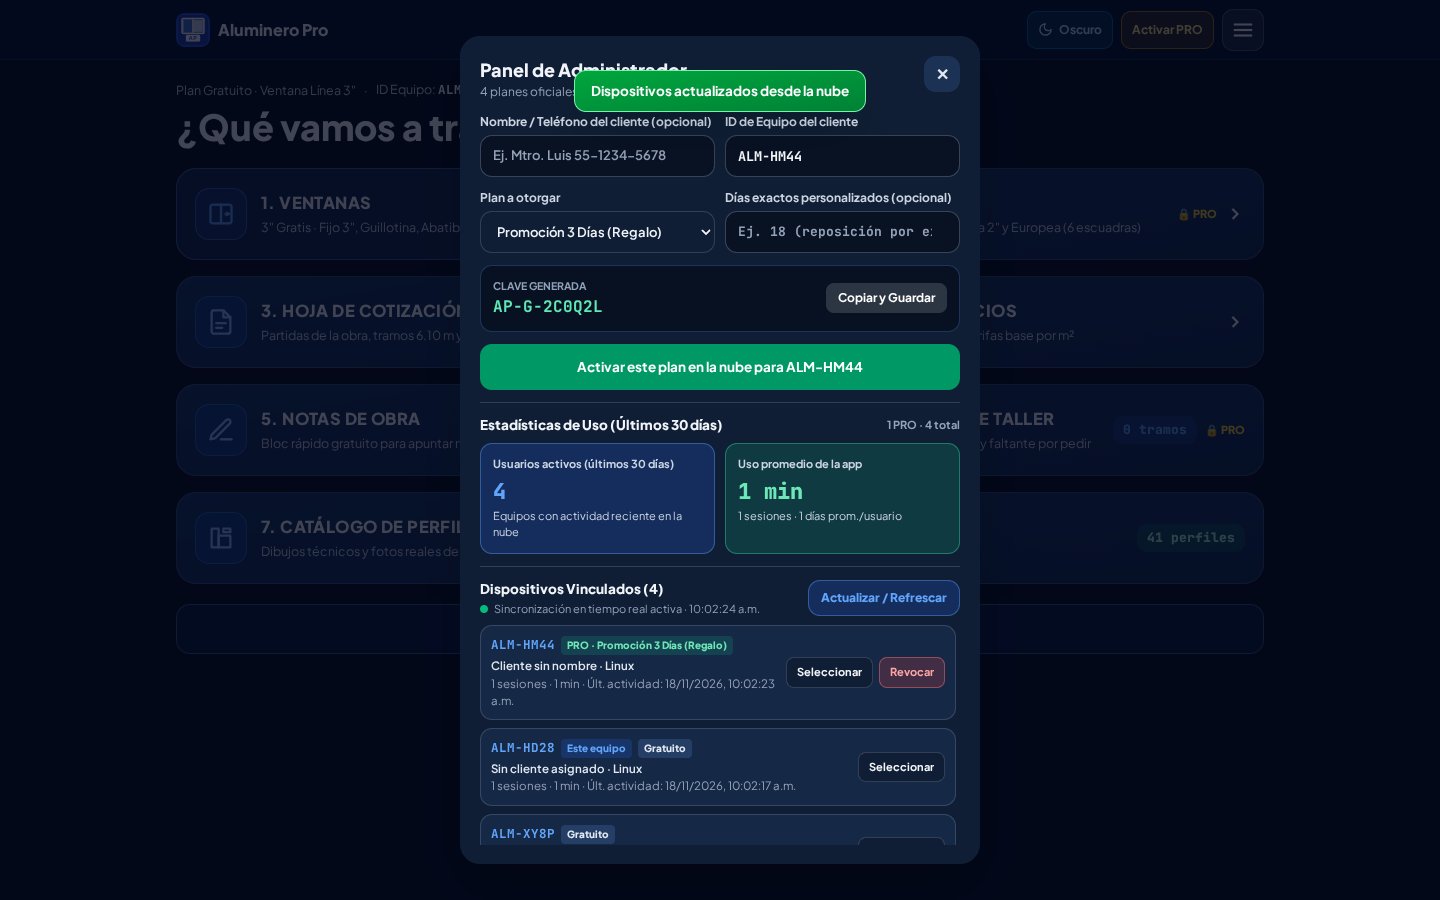 Aluminero Pro
Oscuro
Activar PRO
Plan Gratuito · Ventana Línea 3" · ID Equipo: ALM
¿Qué vamos a tra
1. VENTANAS
3" Gratis · Fijo 3", Guillotina, Abatib
a 2" y Europea (6 escuadras)
PRO
3. HOJA DE COTIZACIÓN
Partidas de la obra, tramos 6.10 m y
CIOS
rifas base por m²
5. NOTAS DE OBRA
Bloc rápido gratuito para apuntar r
E TALLER
y faltante por pedir
0 tramos
PRO
7. CATÁLOGO DE PERFIL
Dibujos técnicos y fotos reales de
41 perfiles
Panel de Administrador
4 planes oficiales
×
Dispositivos actualizados desde la nube
Nombre / Teléfono del cliente (opcional)
ID de Equipo del cliente
Ej. Mtro. Luis 55-1234-5678
ALM-HM44
Plan a otorgar
Días exactos personalizados (opcional)
Promoción 3 Días (Regalo)
Ej. 18 (reposición por e
CLAVE GENERADA
AP-G-2C0Q2L
Copiar y Guardar
Activar este plan en la nube para ALM-HM44
Estadísticas de Uso (Últimos 30 días)
1 PRO · 4 total
Usuarios activos (últimos 30 días)
4
Equipos con actividad reciente en la
nube
Uso promedio de la app
1 min
1 sesiones · 1 días prom./usuario
Dispositivos Vinculados (4)
Sincronización en tiempo real activa · 10:02:24 a.m.
Actualizar / Refrescar
ALM-HM44 PRO · Promoción 3 Días (Regalo)
Cliente sin nombre · Linux
1 sesiones · 1 min · Últ. actividad: 18/11/2026, 10:02:23
a.m.
Seleccionar
Revocar
ALM-HD28 Este equipo Gratuito
Sin cliente asignado · Linux
1 sesiones · 1 min · Últ. actividad: 18/11/2026, 10:02:17 a.m.
Seleccionar
ALM-XY8P Gratuito